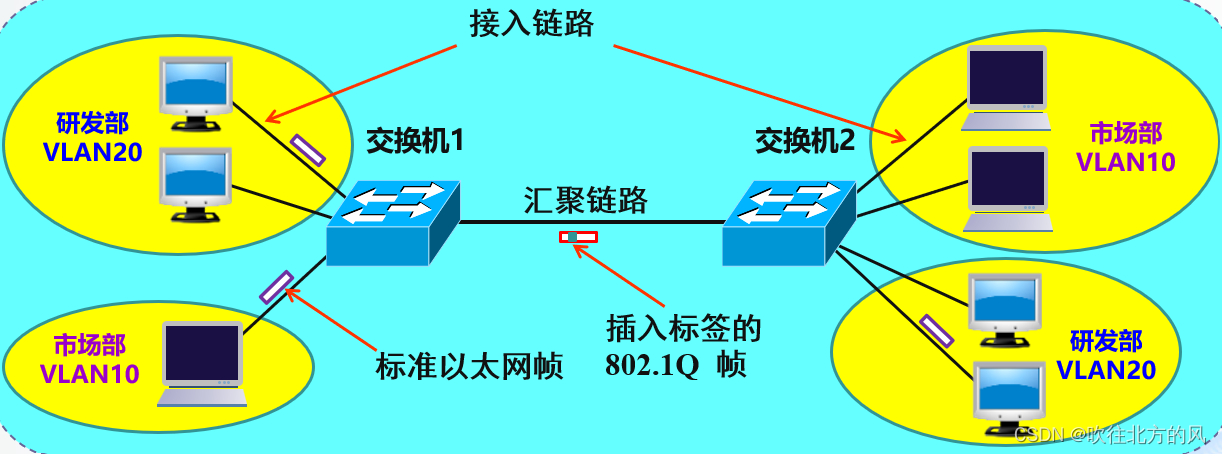 接入链路
研发部
VLAN20
交换机1
交换机2
市场部
VLAN10
汇聚链路
市场部
VLAN10
标准以太网帧
插入标签的
802.1Q 帧
研发部
VLAN20
CSDN @吹往北方的风